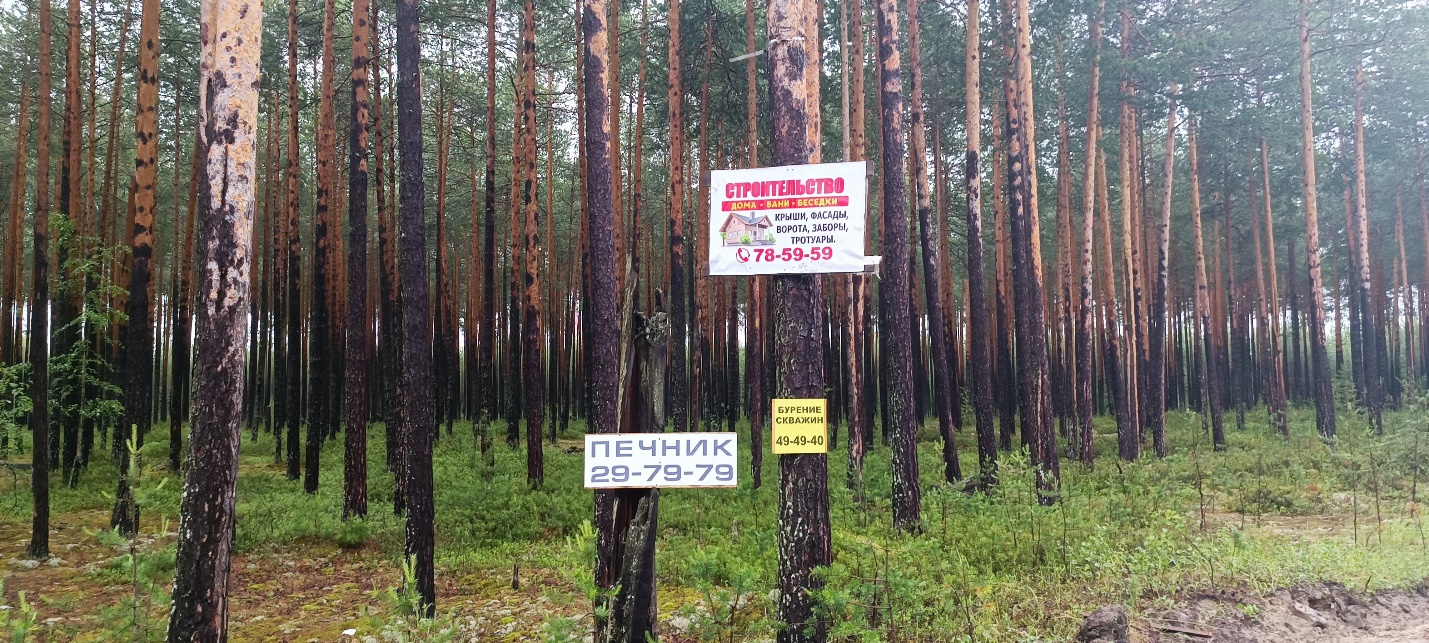 СТРОИТЕЛЬСТВО
ДОМА • БАНИ • БЕСЕДКИ
КРЫШИ, ФАСАДЫ,
ВОРОТА, ЗАБОРЫ,
ТРОТУАРЫ.
78-59-59
БУРЕНИЕ
СКВАЖИН
49-49-40
ПЕЧНИК
29-79-79